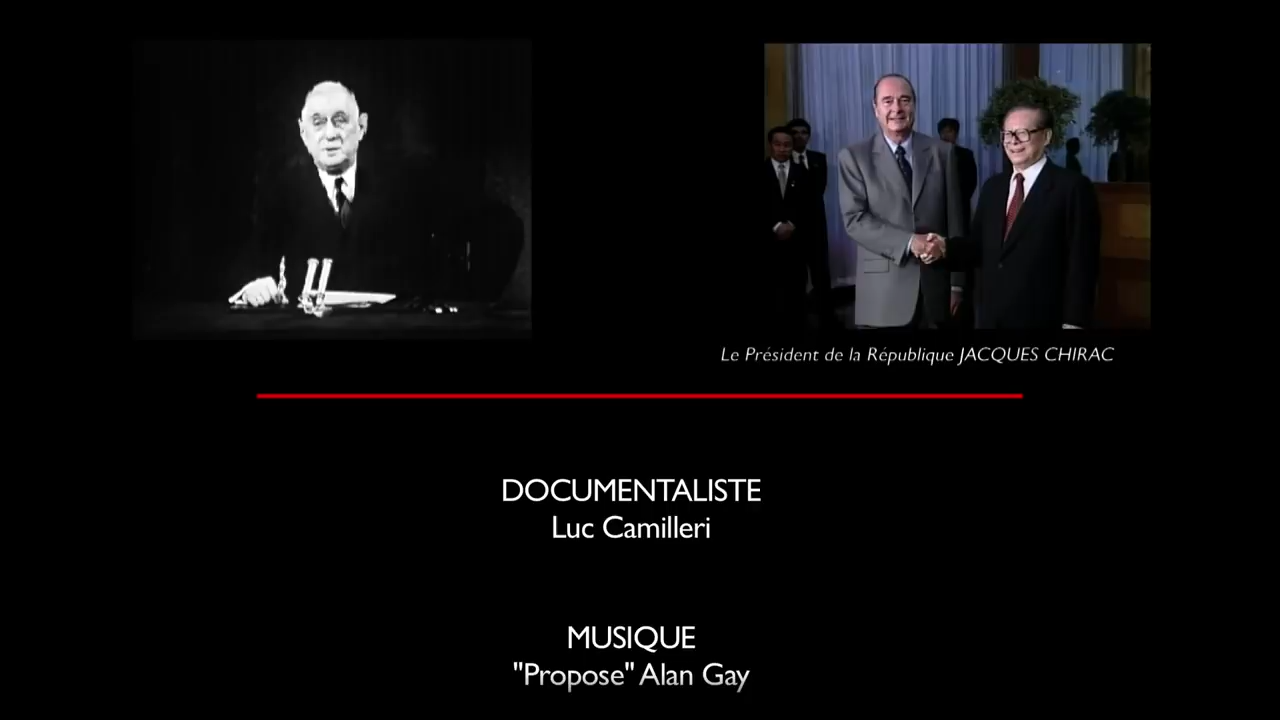 Le Président de la République JACQUES CHIRAC
DOCUMENTALISTE
Luc Camilleri
MUSIQUE
"Propose" Alan Gay